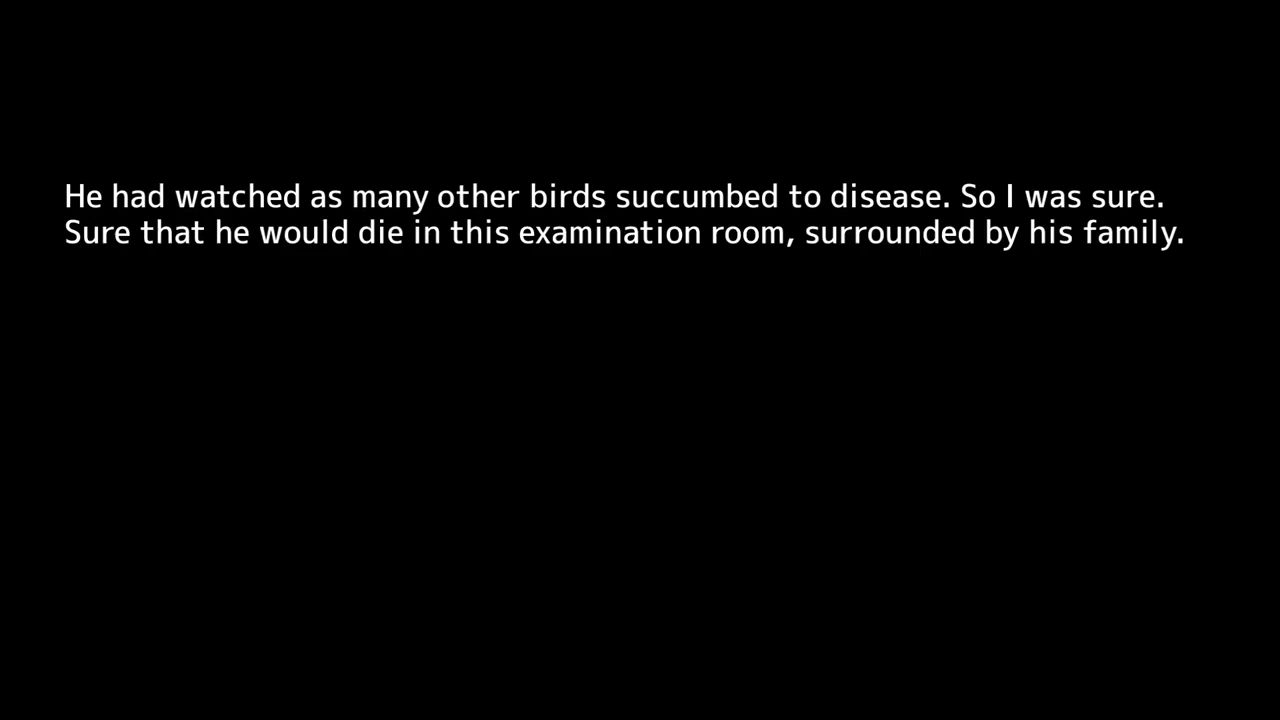 He had watched as many other birds succumbed to disease. So I was sure.
Sure that he would die in this examination room, surrounded by his family.